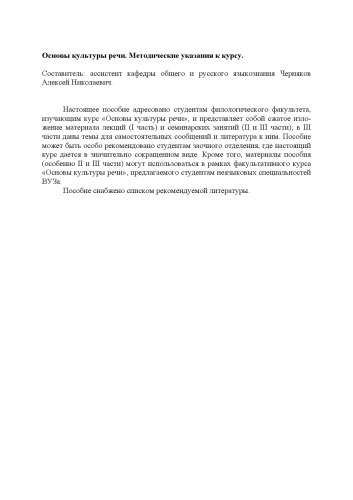 Основы культуры речи. Методические указания к курсу.
Составитель: ассистент кафедры общего и русского языкознания Черняков
Алексей Николаевич.
Настоящее пособие адресовано студентам филологического факультета,
изучающим курс «Основы культуры речи», и представляет собой сжатое изло-
жение материала лекций (I часть) и семинарских занятий (II и III части); в III
части даны темы для самостоятельных сообщений и литература к ним. Пособие
может быть особо рекомендовано студентам заочного отделения, где настоящий
курс дается в значительно сокращенном виде. Кроме того, материалы пособия
(особенно II и III части) могут использоваться в рамках факультативного курса
«Основы культуры речи», предлагаемого студентам неязыковых специальностей
ВУЗа.
Пособие снабжено списком рекомендуемой литературы.